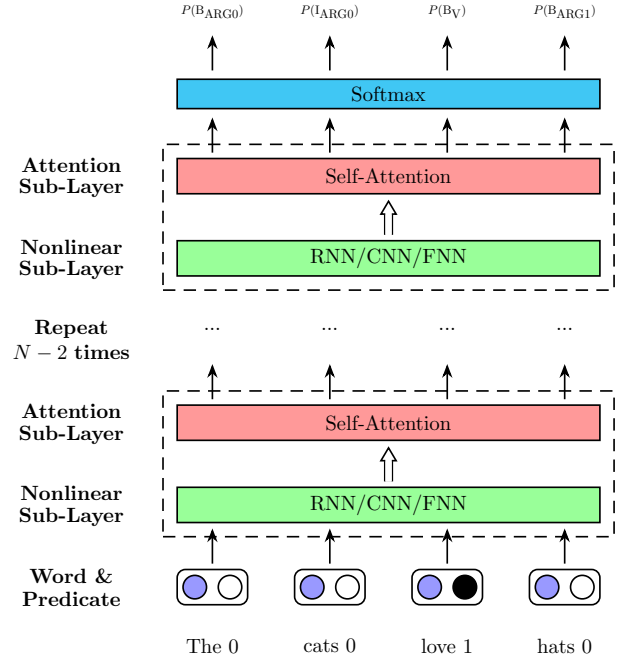 P(B_ARG0) P(I_ARG0) P(B_V) P(B_ARG1)
Softmax
Attention
Sub-Layer
Self-Attention
Nonlinear
Sub-Layer
RNN/CNN/FNN
Repeat
N − 2 times
... ... ... ...
Attention
Sub-Layer
Self-Attention
Nonlinear
Sub-Layer
RNN/CNN/FNN
Word &
Predicate
The 0 cats 0 love 1 hats 0